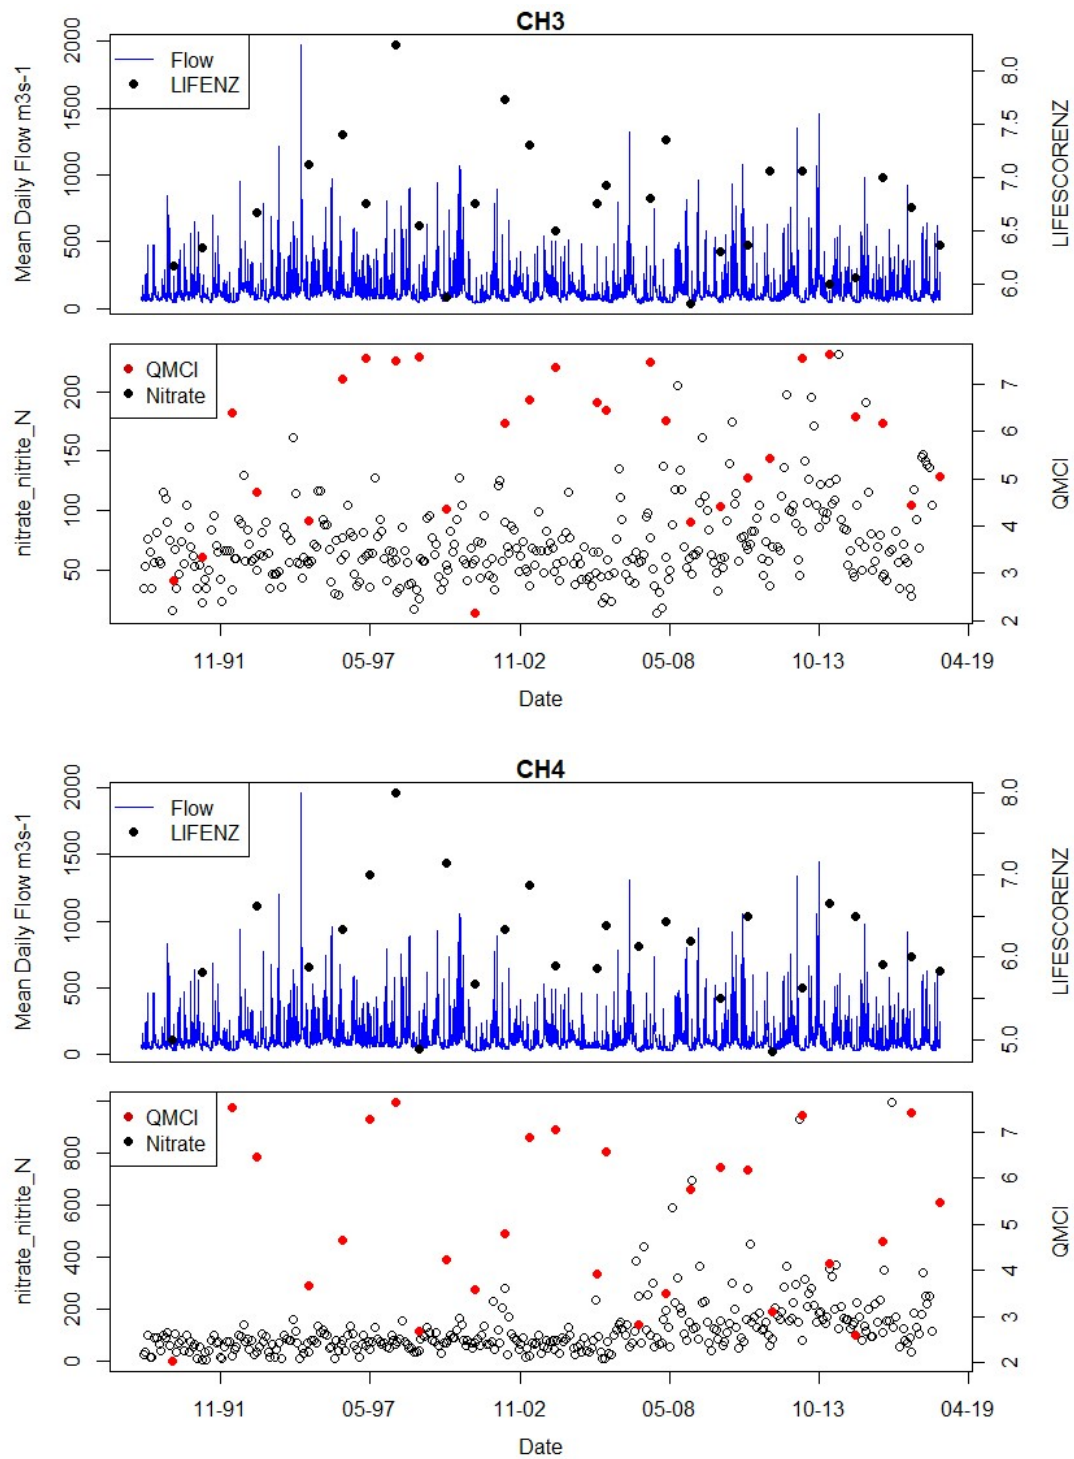 CH3
Mean Daily Flow m3s-1
2000
1500
1000
500
0
Flow
LIFENZ
8.0
7.5
7.0
6.5
6.0
LIFESCORENZ
nitrate_nitrite_N
200
150
100
50
QMCI
Nitrate
7
6
5
4
3
2
QMCI
11-91 05-97 11-02 05-08 10-13 04-19
Date
CH4
Mean Daily Flow m3s-1
2000
1500
1000
500
0
Flow
LIFENZ
8.0
7.0
6.0
5.0
LIFESCORENZ
nitrate_nitrite_N
800
600
400
200
0
QMCI
Nitrate
7
6
5
4
3
2
QMCI
11-91 05-97 11-02 05-08 10-13 04-19
Date